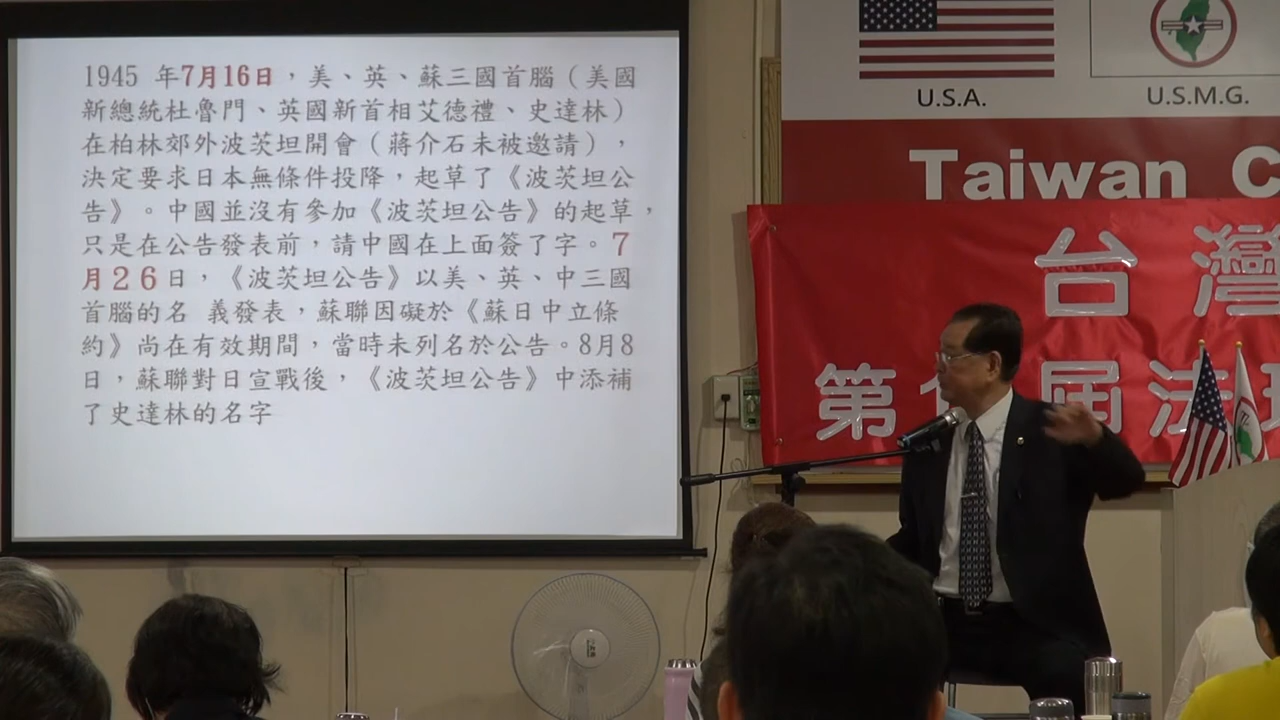 1945 年7月16日，美、英、蘇三國首腦（美國
新總統杜魯門、英國新首相艾德禮、史達林）
在柏林郊外波茨坦開會（蔣介石未被邀請），
決定要求日本無條件投降，起草了《波茨坦公
告》。中國並沒有參加《波茨坦公告》的起草，
只是在公告發表前，請中國在上面簽了字。７
月２６日，《波茨坦公告》以美、英、中三國
首腦的名 義發表，蘇聯因礙於《蘇日中立條
約》尚在有效期間，當時未列名於公告。8月8
日，蘇聯對日宣戰後，《波茨坦公告》中添補
了史達林的名字
U.S.A.
U.S.M.G.
Taiwan C
台灣
第 屆法